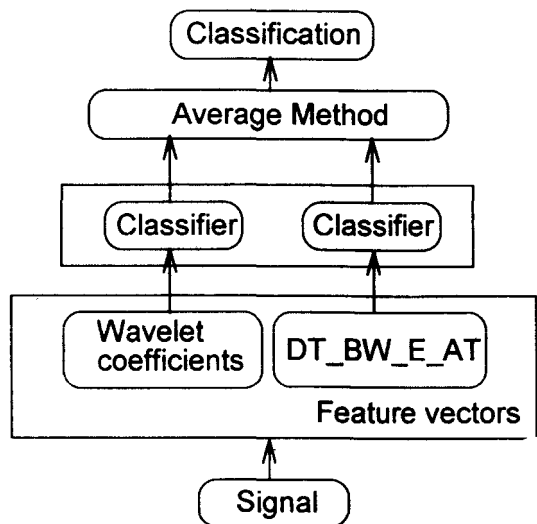 Classification
Average Method
Classifier
Classifier
Wavelet
coefficients
DT_BW_E_AT
Feature vectors
Signal